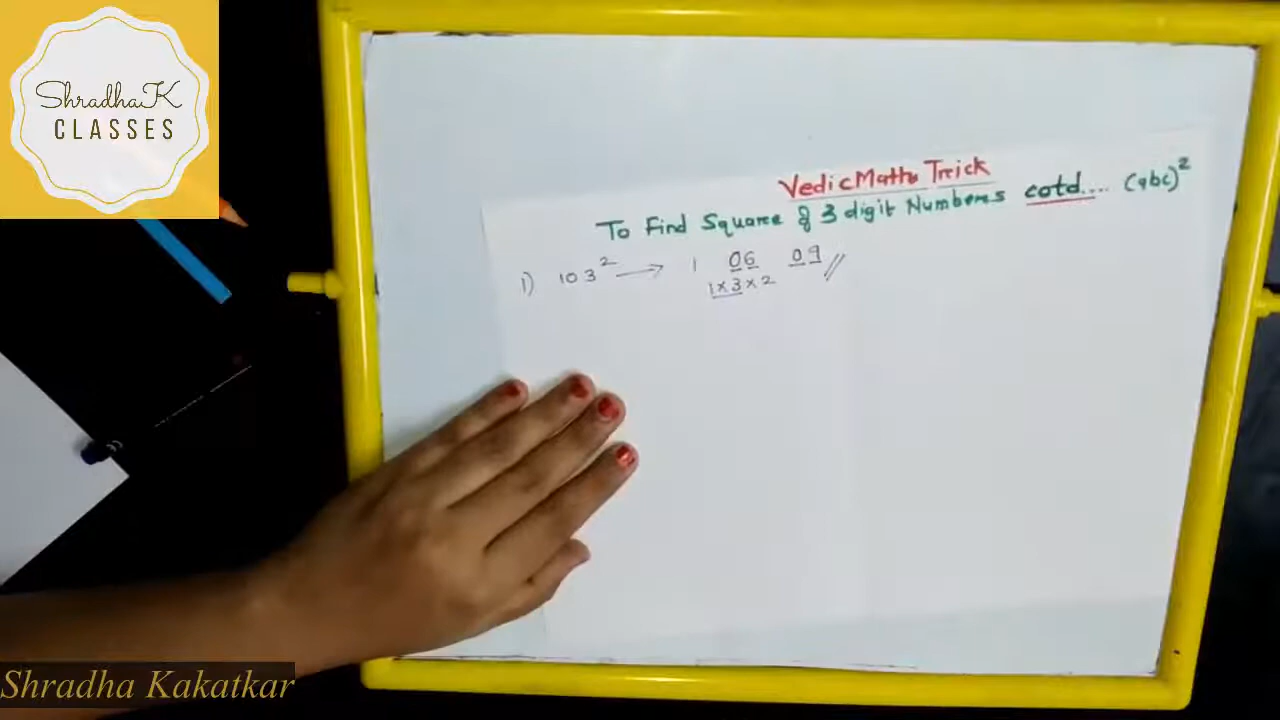 ShradhaK
CLASSES
Vedic Maths Trick
To Find Square of 3 digit Numbers cotd.... (abc)²
1) 103² → 1 06 09 //
1×3×2
Shradha Kakatkar